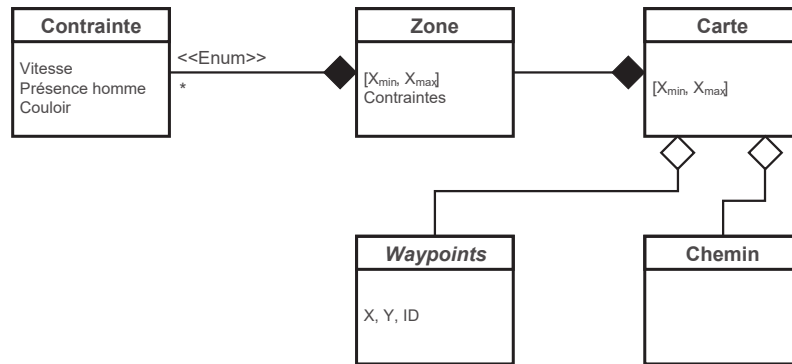 Contrainte
Vitesse
Présence homme
Couloir
<<Enum>>
*
Zone
[Xmin, Xmax]
Contraintes
Carte
[Xmin, Xmax]
Waypoints
X, Y, ID
Chemin